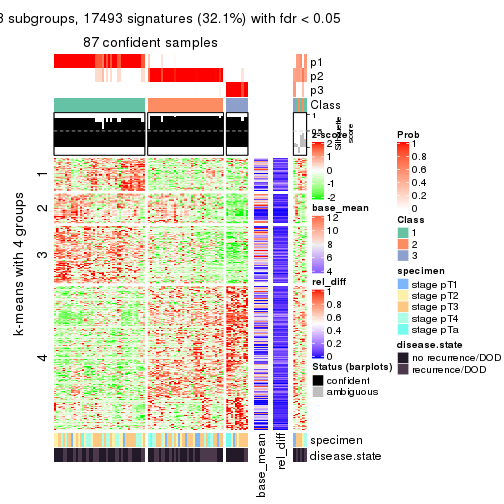 3 subgroups, 17493 signatures (32.1%) with fdr < 0.05
87 confident samples
p1
p2
p3
Class
1
0.5
Silhouette
score
k-means with 4 groups
1
2
3
4
z-score
2
1
0
-1
-2
base_mean
12
10
8
6
4
rel_diff
1
0.8
0.6
0.4
0.2
0
Status (barplots)
confident
ambiguous
Prob
1
0.8
0.6
0.4
0.2
0
Class
1
2
3
specimen
stage pT1
stage pT2
stage pT3
stage pT4
stage pTa
disease.state
no recurrence/DOD
recurrence/DOD
specimen
disease.state
base_mean
rel_diff